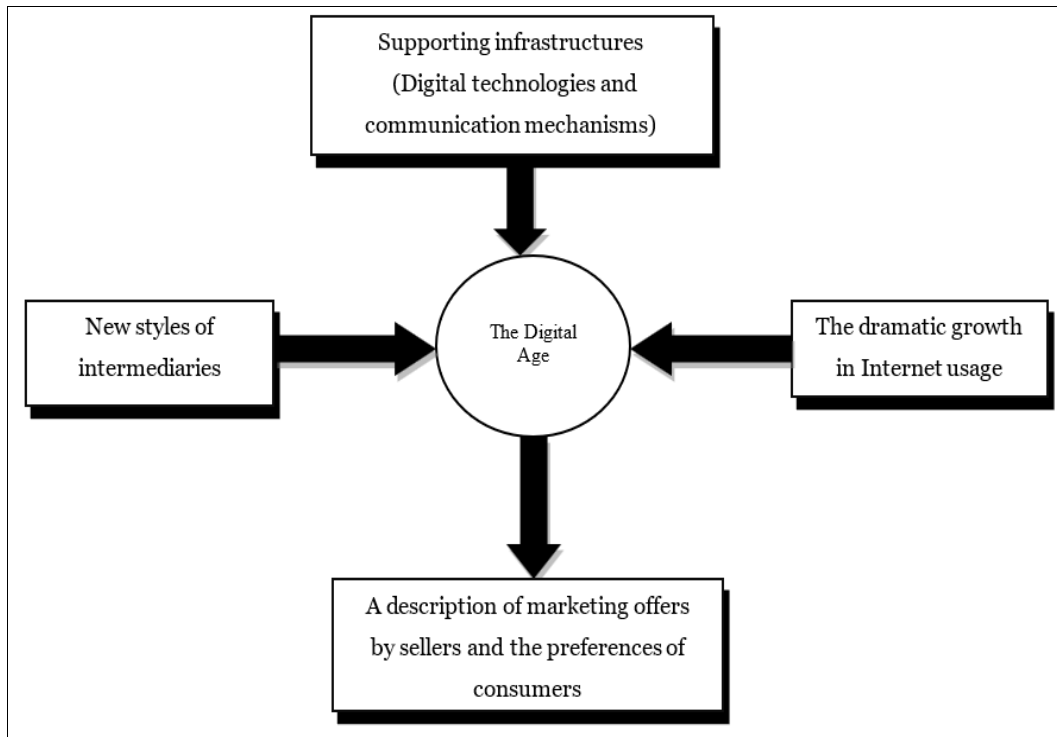 Supporting infrastructures
(Digital technologies and
communication mechanisms)
New styles of
intermediaries
The Digital
Age
The dramatic growth
in Internet usage
A description of marketing offers
by sellers and the preferences of
consumers